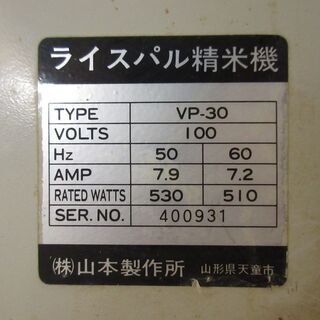 ライスパル精米機
TYPE VP-30
VOLTS 100
Hz 50 60
AMP 7.9 7.2
RATED WATTS 530 510
SER. NO. 400931
㈱山本製作所 山形県天童市